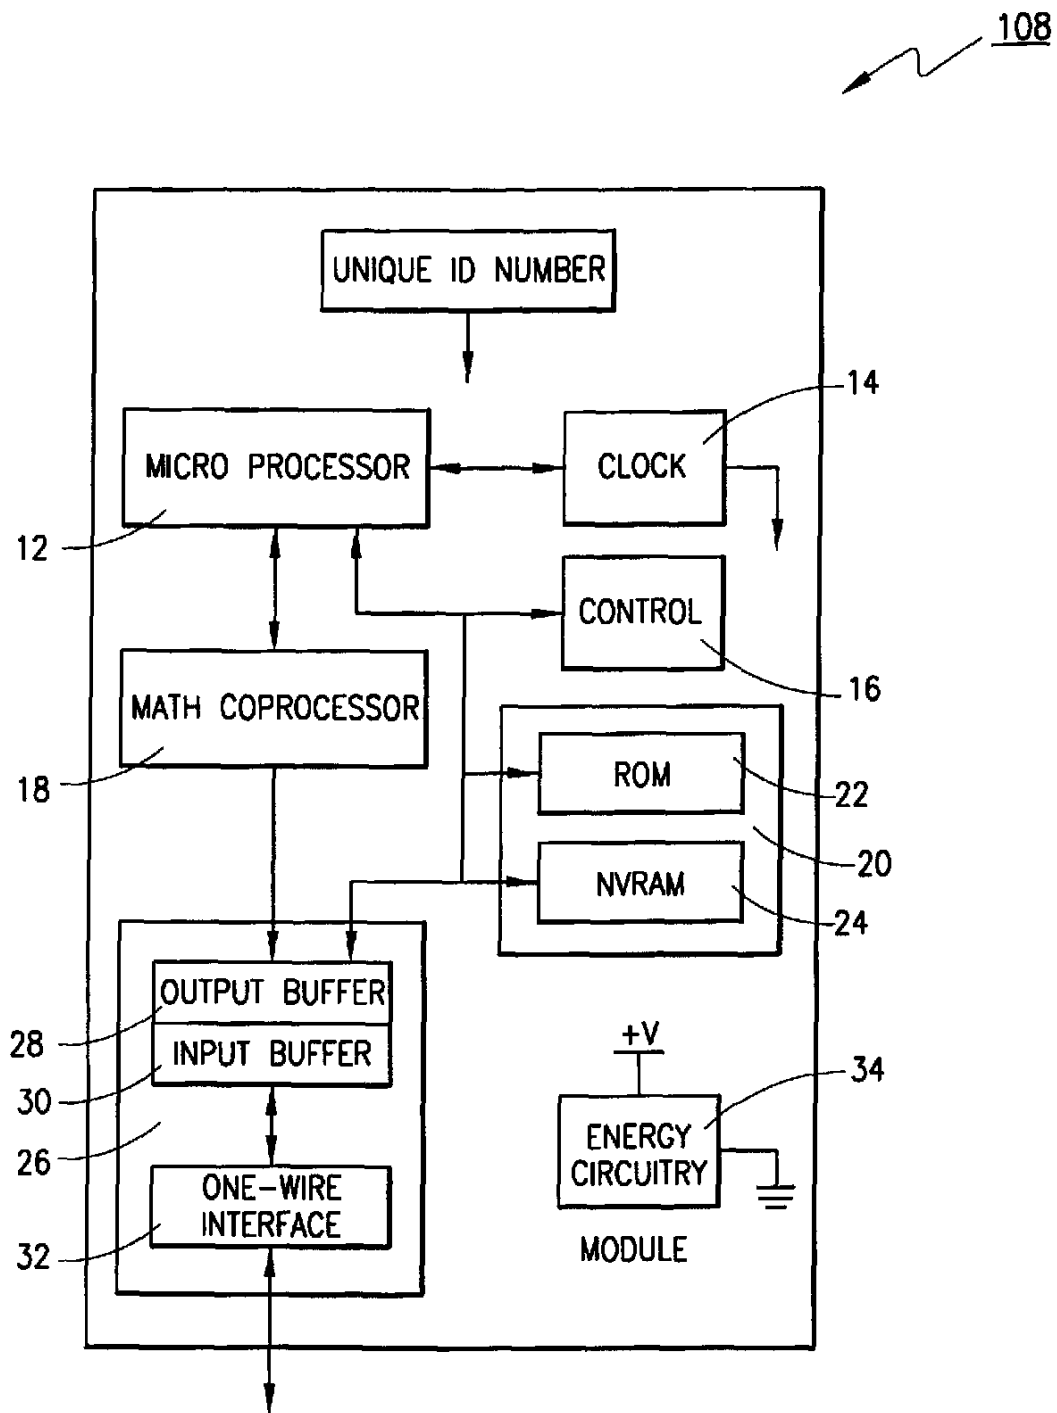 108
UNIQUE ID NUMBER
14
MICRO PROCESSOR
CLOCK
12
CONTROL
16
MATH COPROCESSOR
18
ROM
22
20
NVRAM
24
OUTPUT BUFFER
28
INPUT BUFFER
30
+V
34
ENERGY
CIRCUITRY
26
ONE-WIRE
INTERFACE
32
MODULE